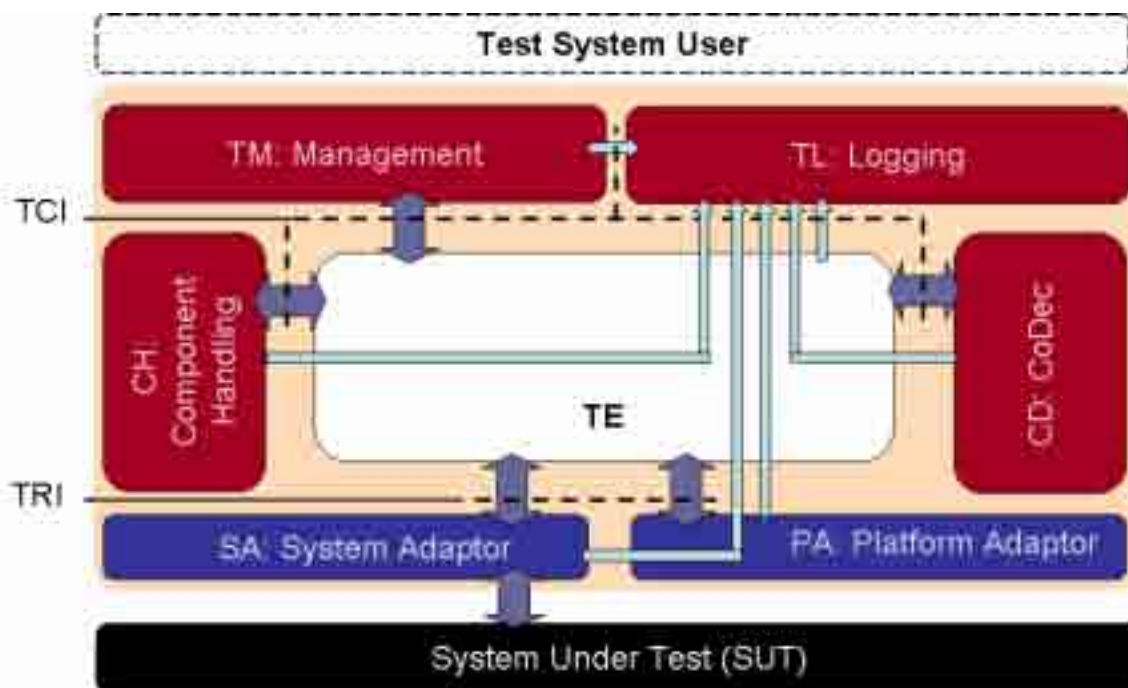 Test System User
TM: Management
TL: Logging
TCI
CH:
Component
Handling
CD: CoDec
TE
TRI
SA: System Adaptor
PA: Platform Adaptor
System Under Test (SUT)